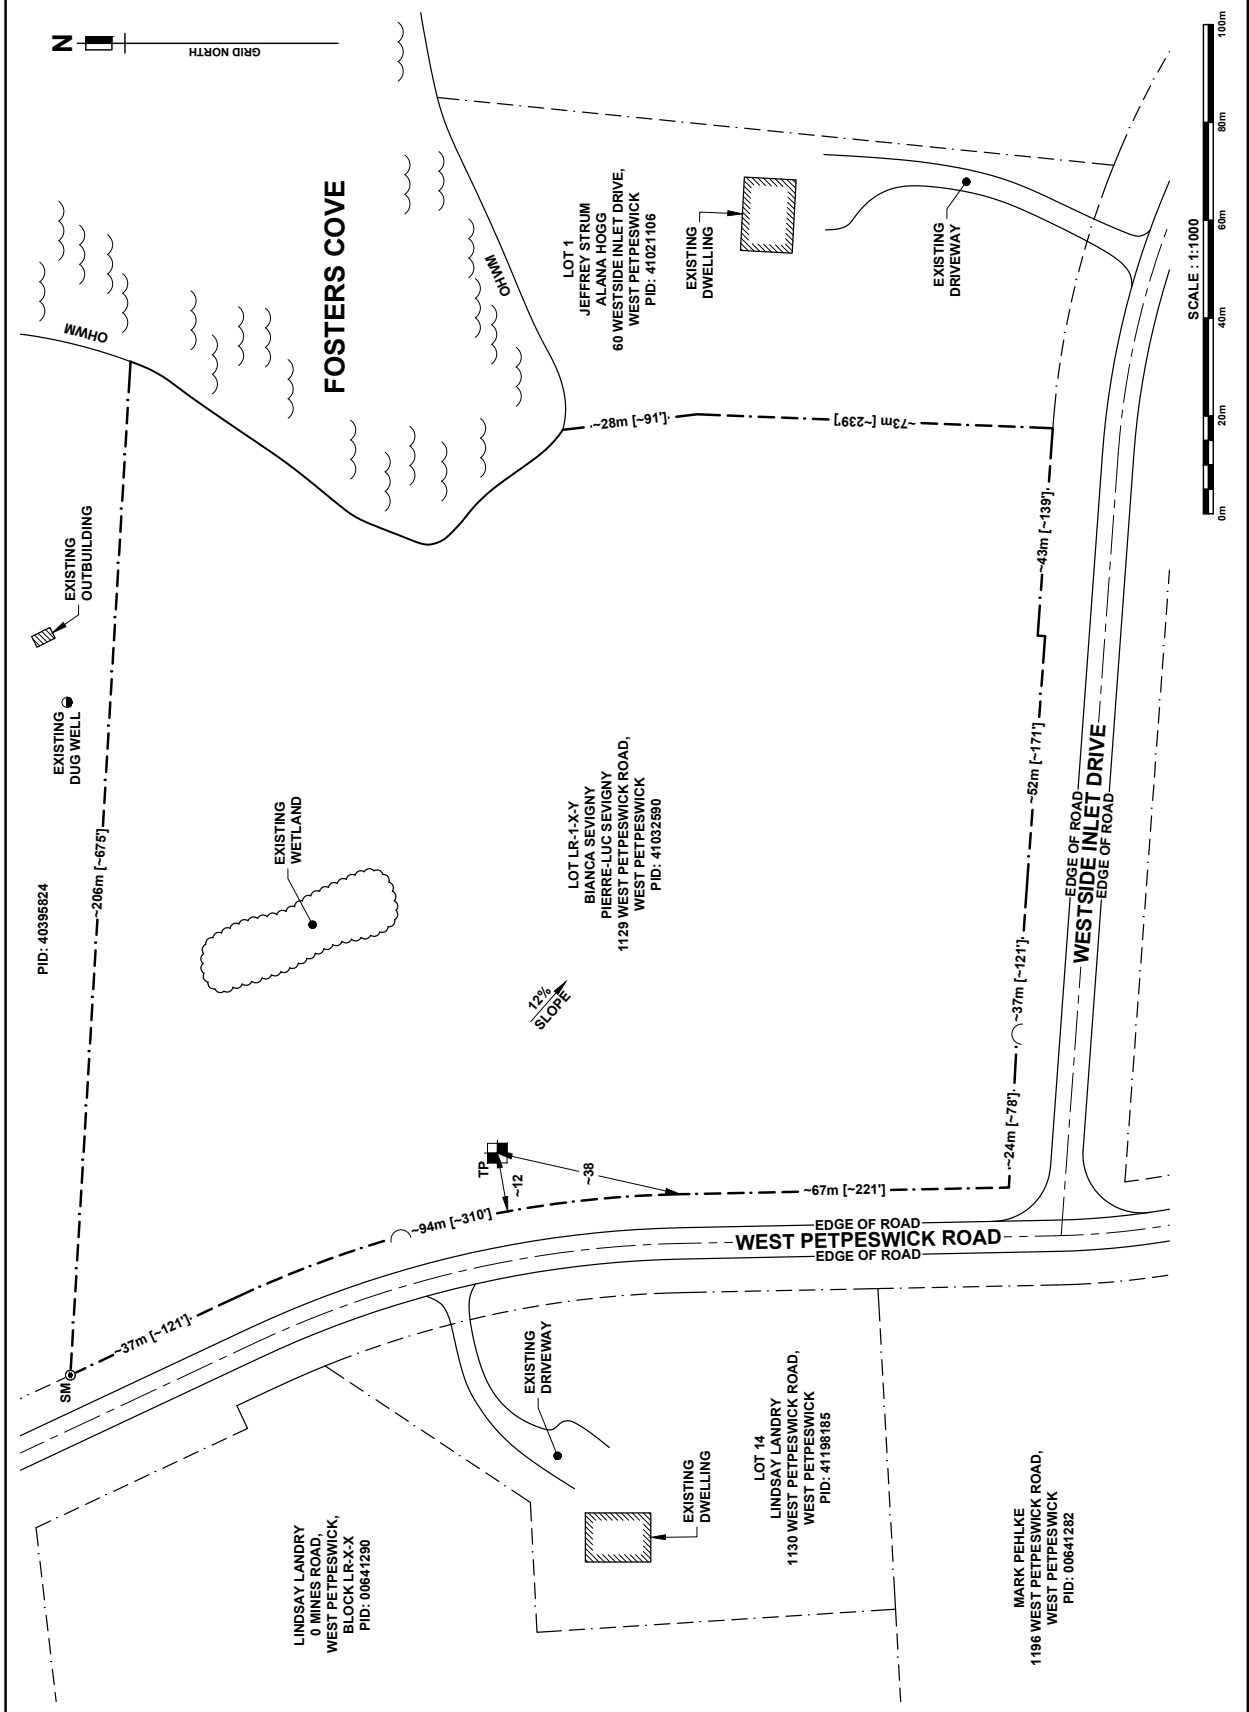 N
GRID NORTH
FOSTERS COVE
OHWM
OHWM
LOT 1
JEFFREY STRUM
ALANA HOGG
60 WESTSIDE INLET DRIVE,
WEST PETPESWICK
PID: 41021106
EXISTING
DWELLING
EXISTING
DRIVEWAY
SCALE : 1:1000
0m
20m
40m
60m
80m
100m
EXISTING
OUTBUILDING
EXISTING
DUG WELL
PID: 40395824
~206m [~675']
EXISTING
WETLAND
~28m [~91']
~73m [~239']
~43m [~139']
~52m [~171']
~37m [~121']
~24m [~78']
LOT LR-1-X-Y
BIANCA SEVIGNY
PIERRE-LUC SEVIGNY
1129 WEST PETPESWICK ROAD,
WEST PETPESWICK
PID: 41032590
12%
SLOPE
TP
~12
~38
~67m [~221']
~94m [~310']
~37m [~121']
SM
EDGE OF ROAD
WESTSIDE INLET DRIVE
EDGE OF ROAD
EDGE OF ROAD
WEST PETPESWICK ROAD
EDGE OF ROAD
EXISTING
DRIVEWAY
EXISTING
DWELLING
LINDSAY LANDRY
0 MINES ROAD,
WEST PETPESWICK,
BLOCK LR-X-X
PID: 00641290
LOT 14
LINDSAY LANDRY
1130 WEST PETPESWICK ROAD,
WEST PETPESWICK
PID: 41198185
MARK PEHLKE
1196 WEST PETPESWICK ROAD,
WEST PETPESWICK
PID: 00641282